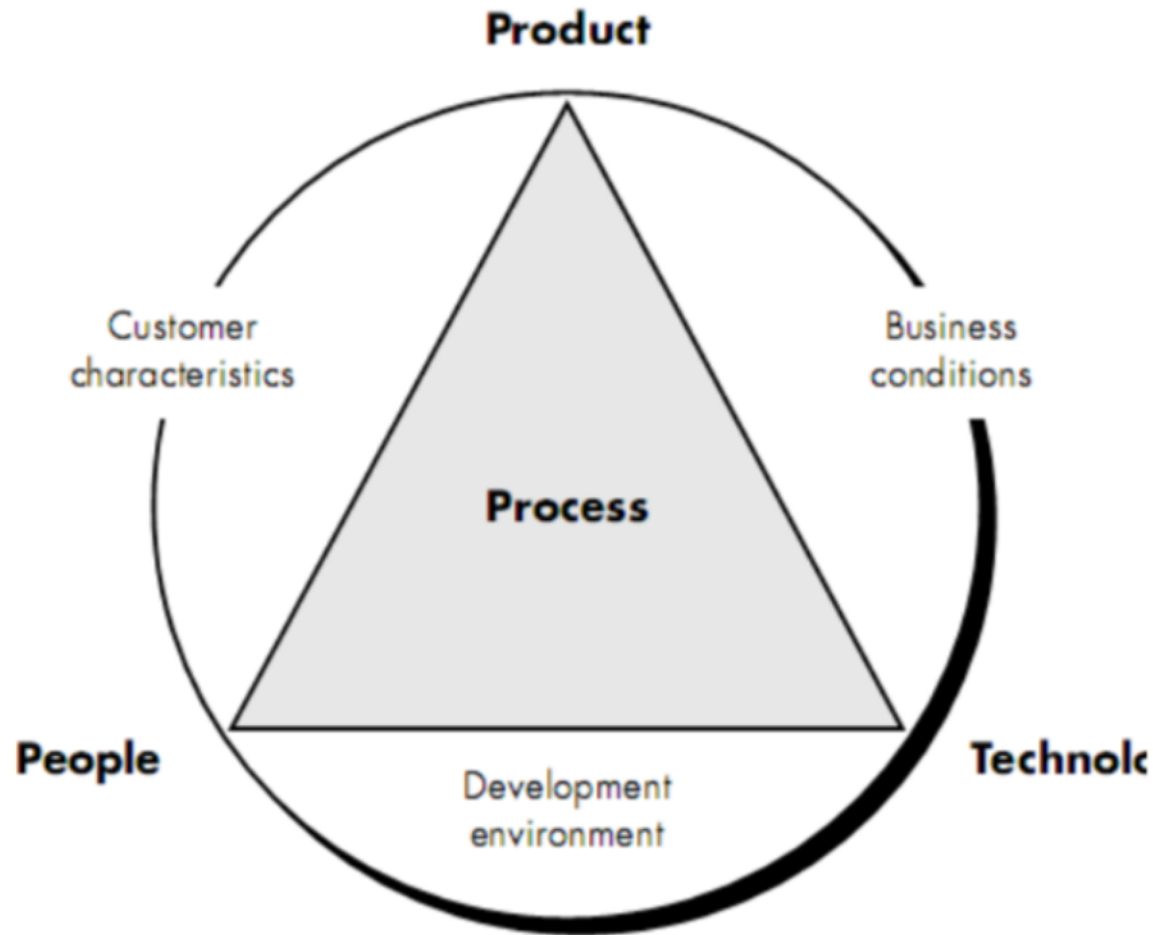 Product
Customer
characteristics
Business
conditions
Process
People
Technolo
Development
environment